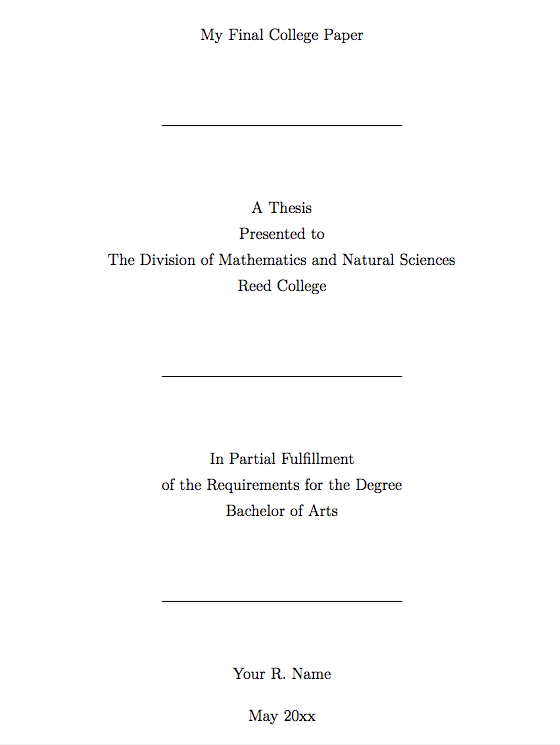 My Final College Paper
A Thesis
Presented to
The Division of Mathematics and Natural Sciences
Reed College
In Partial Fulfillment
of the Requirements for the Degree
Bachelor of Arts
Your R. Name
May 20xx